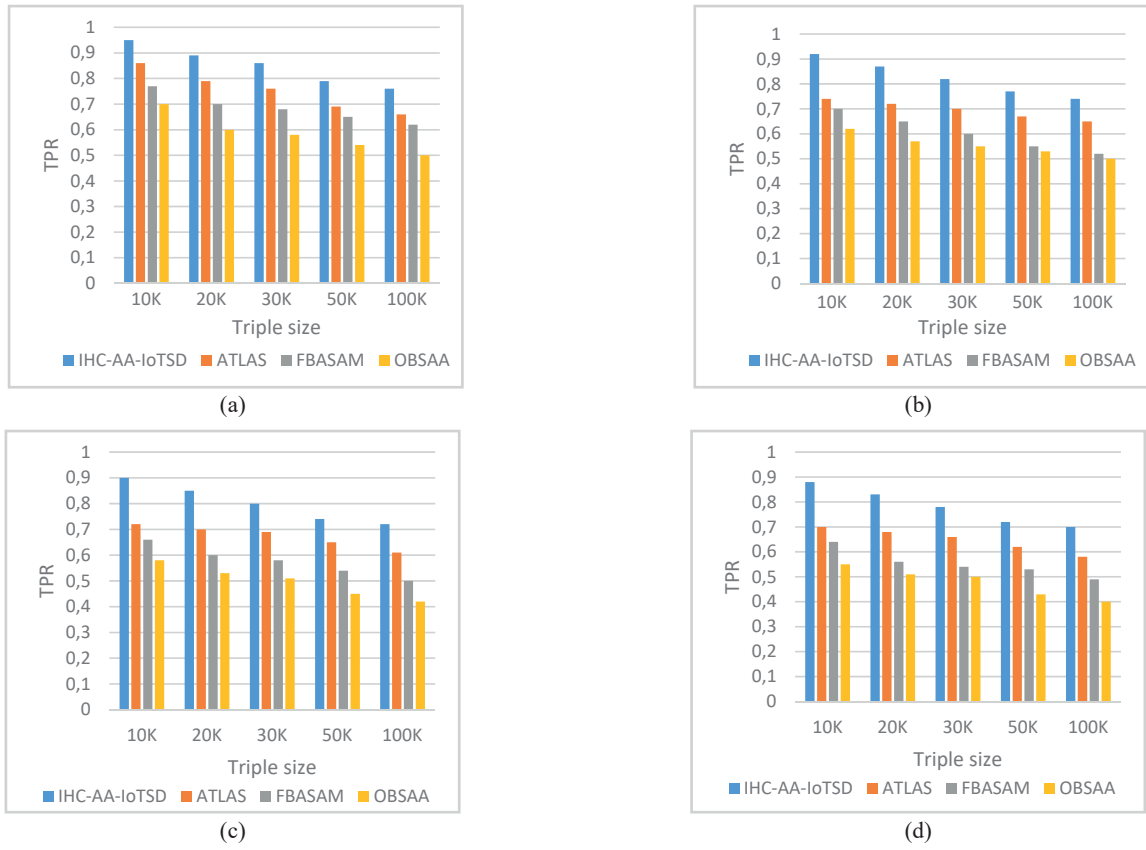 1
0,9
0,8
0,7
0,6
0,5
0,4
0,3
0,2
0,1
0
TPR
10K 20K 30K 50K 100K
Triple size
IHC-AA-IoTSD ATLAS FBASAM OBSAA
(a)
1
0,9
0,8
0,7
0,6
0,5
0,4
0,3
0,2
0,1
0
TPR
10K 20K 30K 50K 100K
Triple size
IHC-AA-IoTSD ATLAS FBASAM OBSAA
(b)
1
0,9
0,8
0,7
0,6
0,5
0,4
0,3
0,2
0,1
0
TPR
10K 20K 30K 50K 100K
Triple size
IHC-AA-IoTSD ATLAS FBASAM OBSAA
(c)
1
0,9
0,8
0,7
0,6
0,5
0,4
0,3
0,2
0,1
0
TPR
10K 20K 30K 50K 100K
Triple size
IHC-AA-IoTSD ATLAS FBASAM OBSAA
(d)